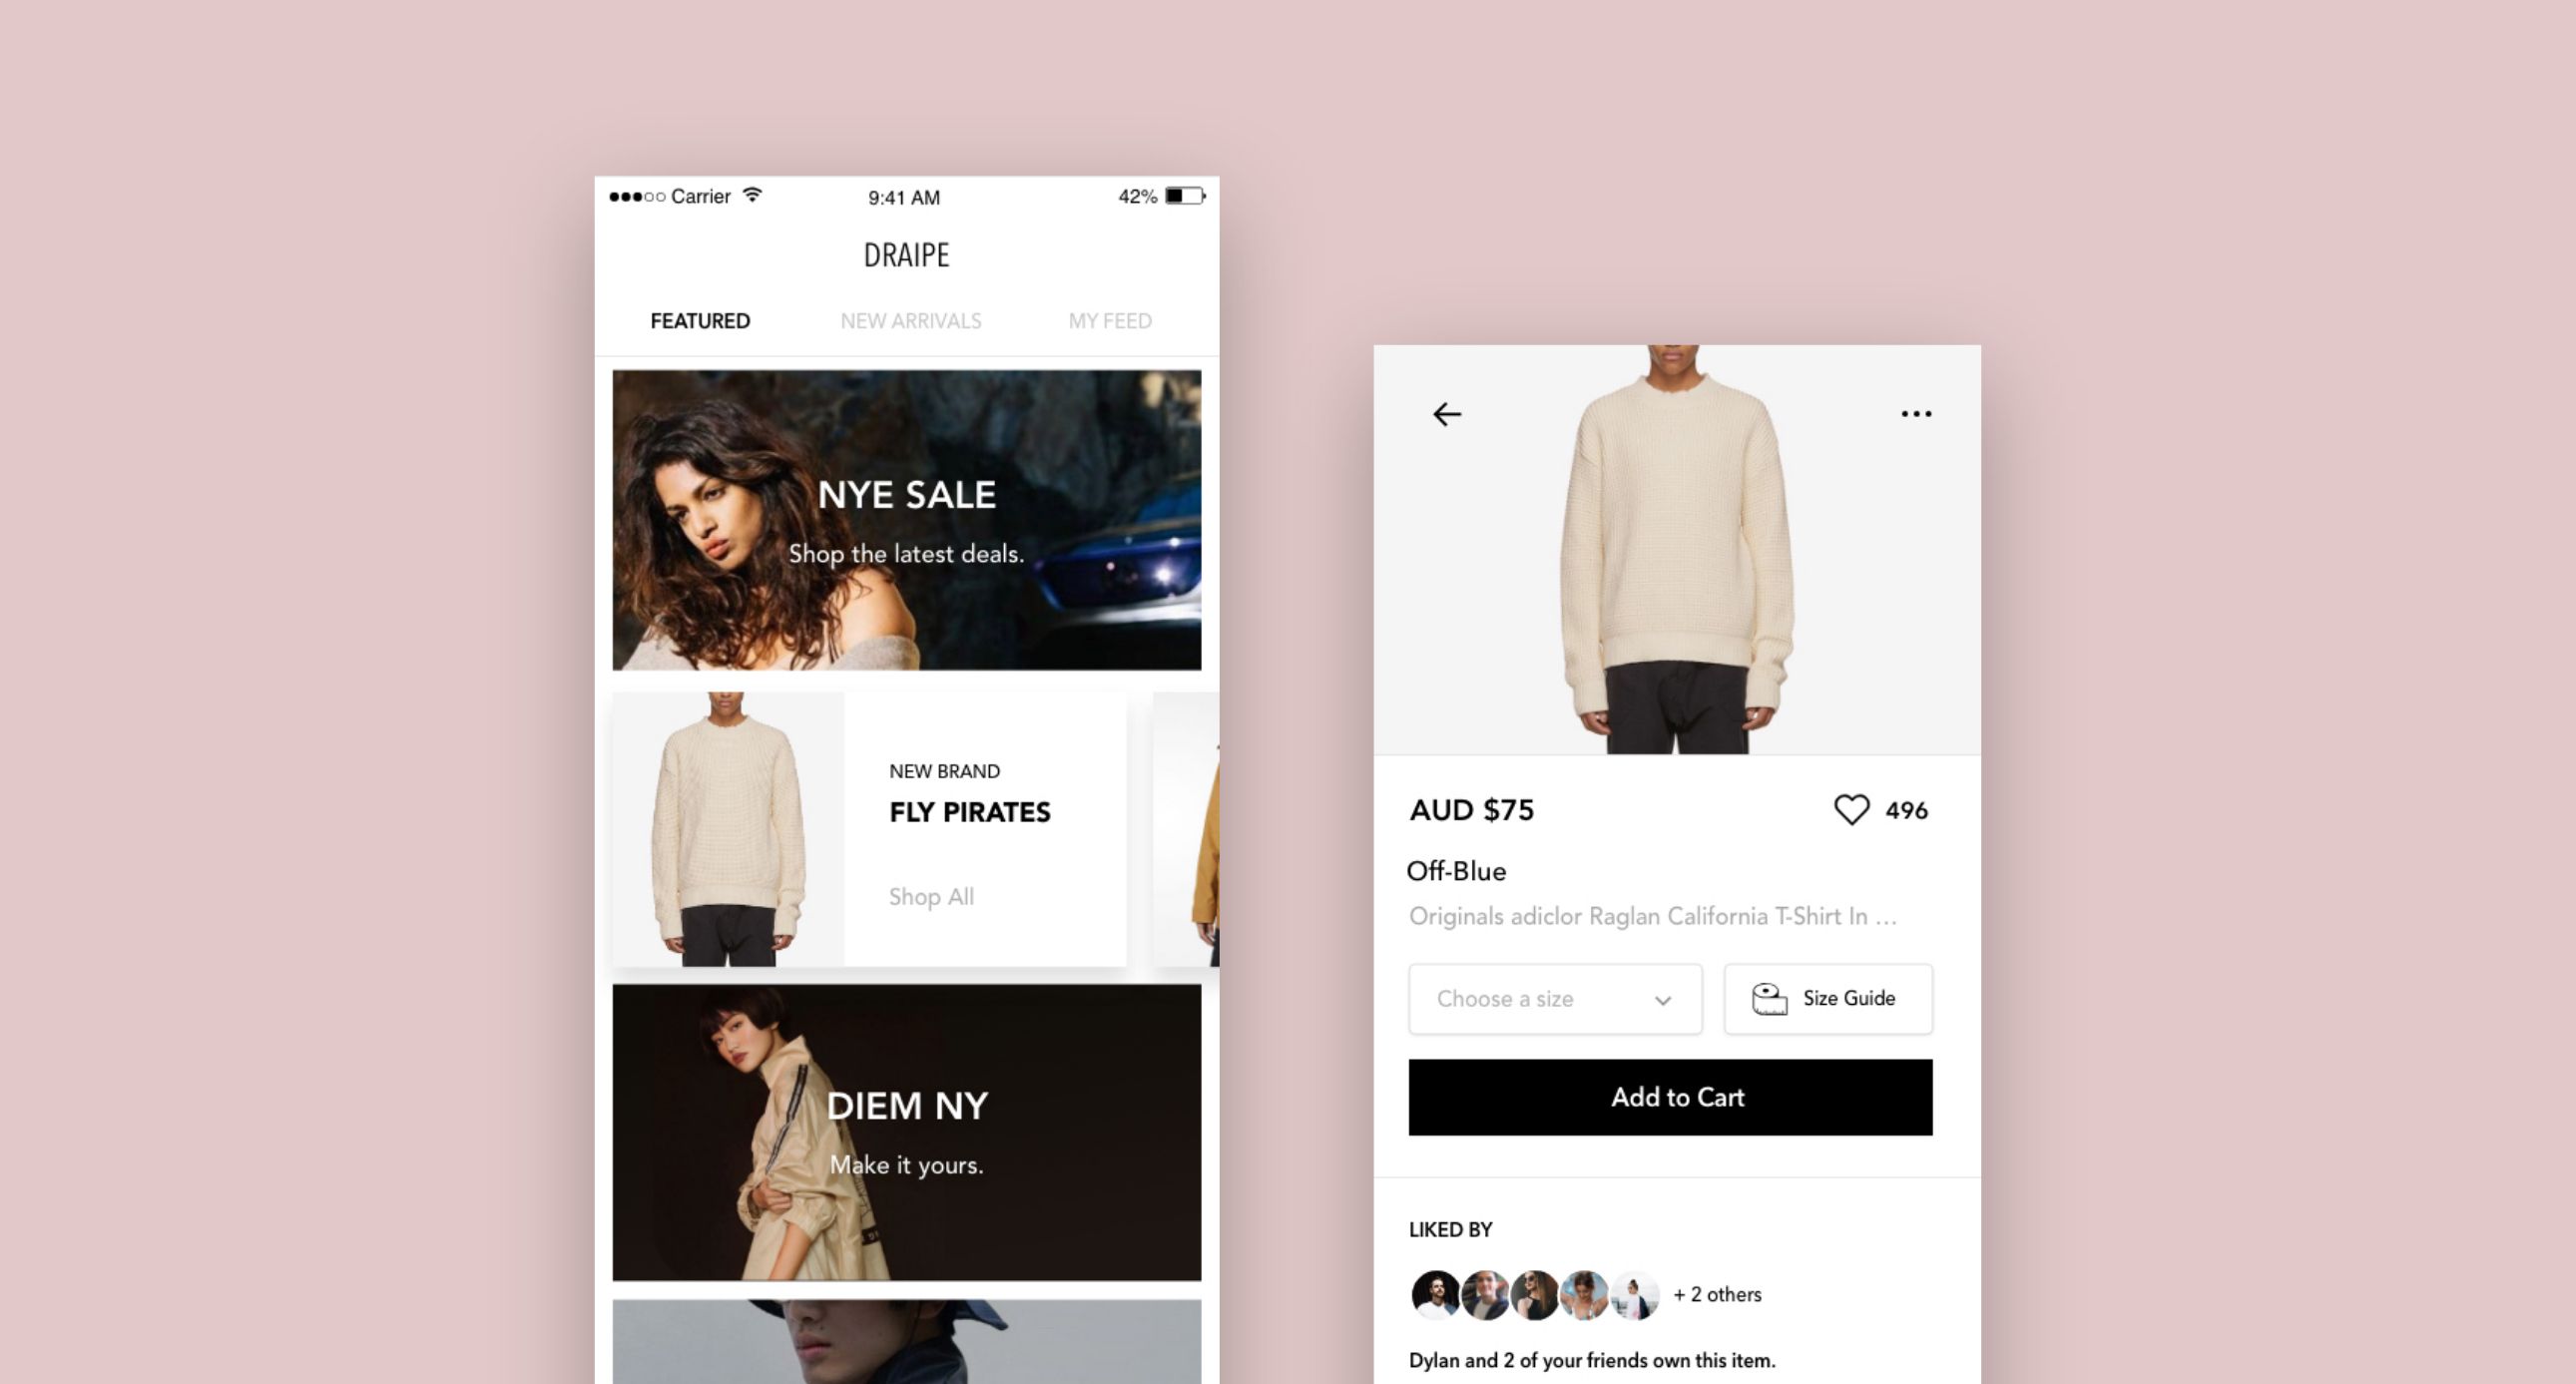 Carrier 9:41 AM 42%
DRAIPE
FEATURED NEW ARRIVALS MY FEED
NYE SALE
Shop the latest deals.
NEW BRAND
FLY PIRATES
Shop All
DIEM NY
Make it yours.
AUD $75 496
Off-Blue
Originals adiclor Raglan California T-Shirt In ...
Choose a size Size Guide
Add to Cart
LIKED BY
+ 2 others
Dylan and 2 of your friends own this item.